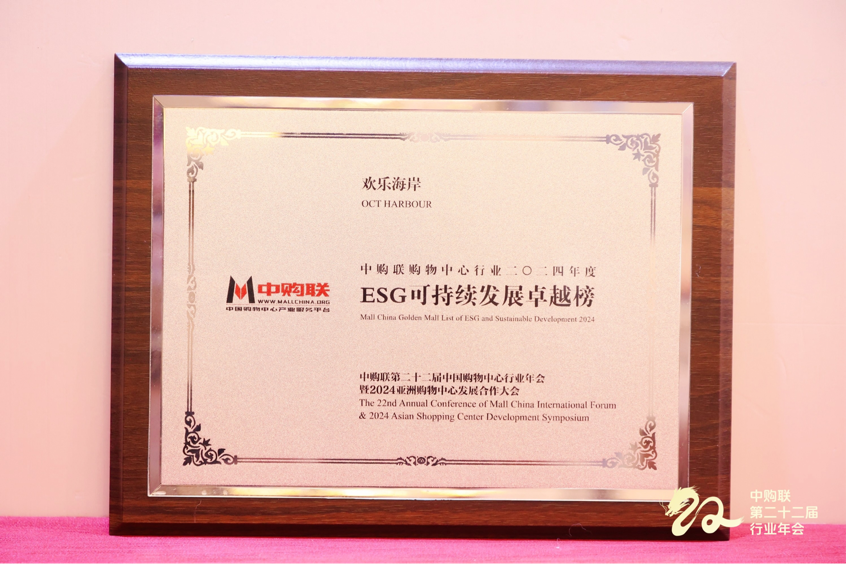 欢乐海岸
OCT HARBOUR
中购联购物中心行业二〇二四年度
ESG可持续发展卓越榜
Mall China Golden Mall List of ESG and Sustainable Development 2024
中购联
WWW.MALLCHINA.ORG
中国购物中心产业服务平台
中购联第二十二届中国购物中心行业年会
暨2024亚洲购物中心发展合作大会
The 22nd Annual Conference of Mall China International Forum
& 2024 Asian Shopping Center Development Symposium
中购联
第二十二届
行业年会